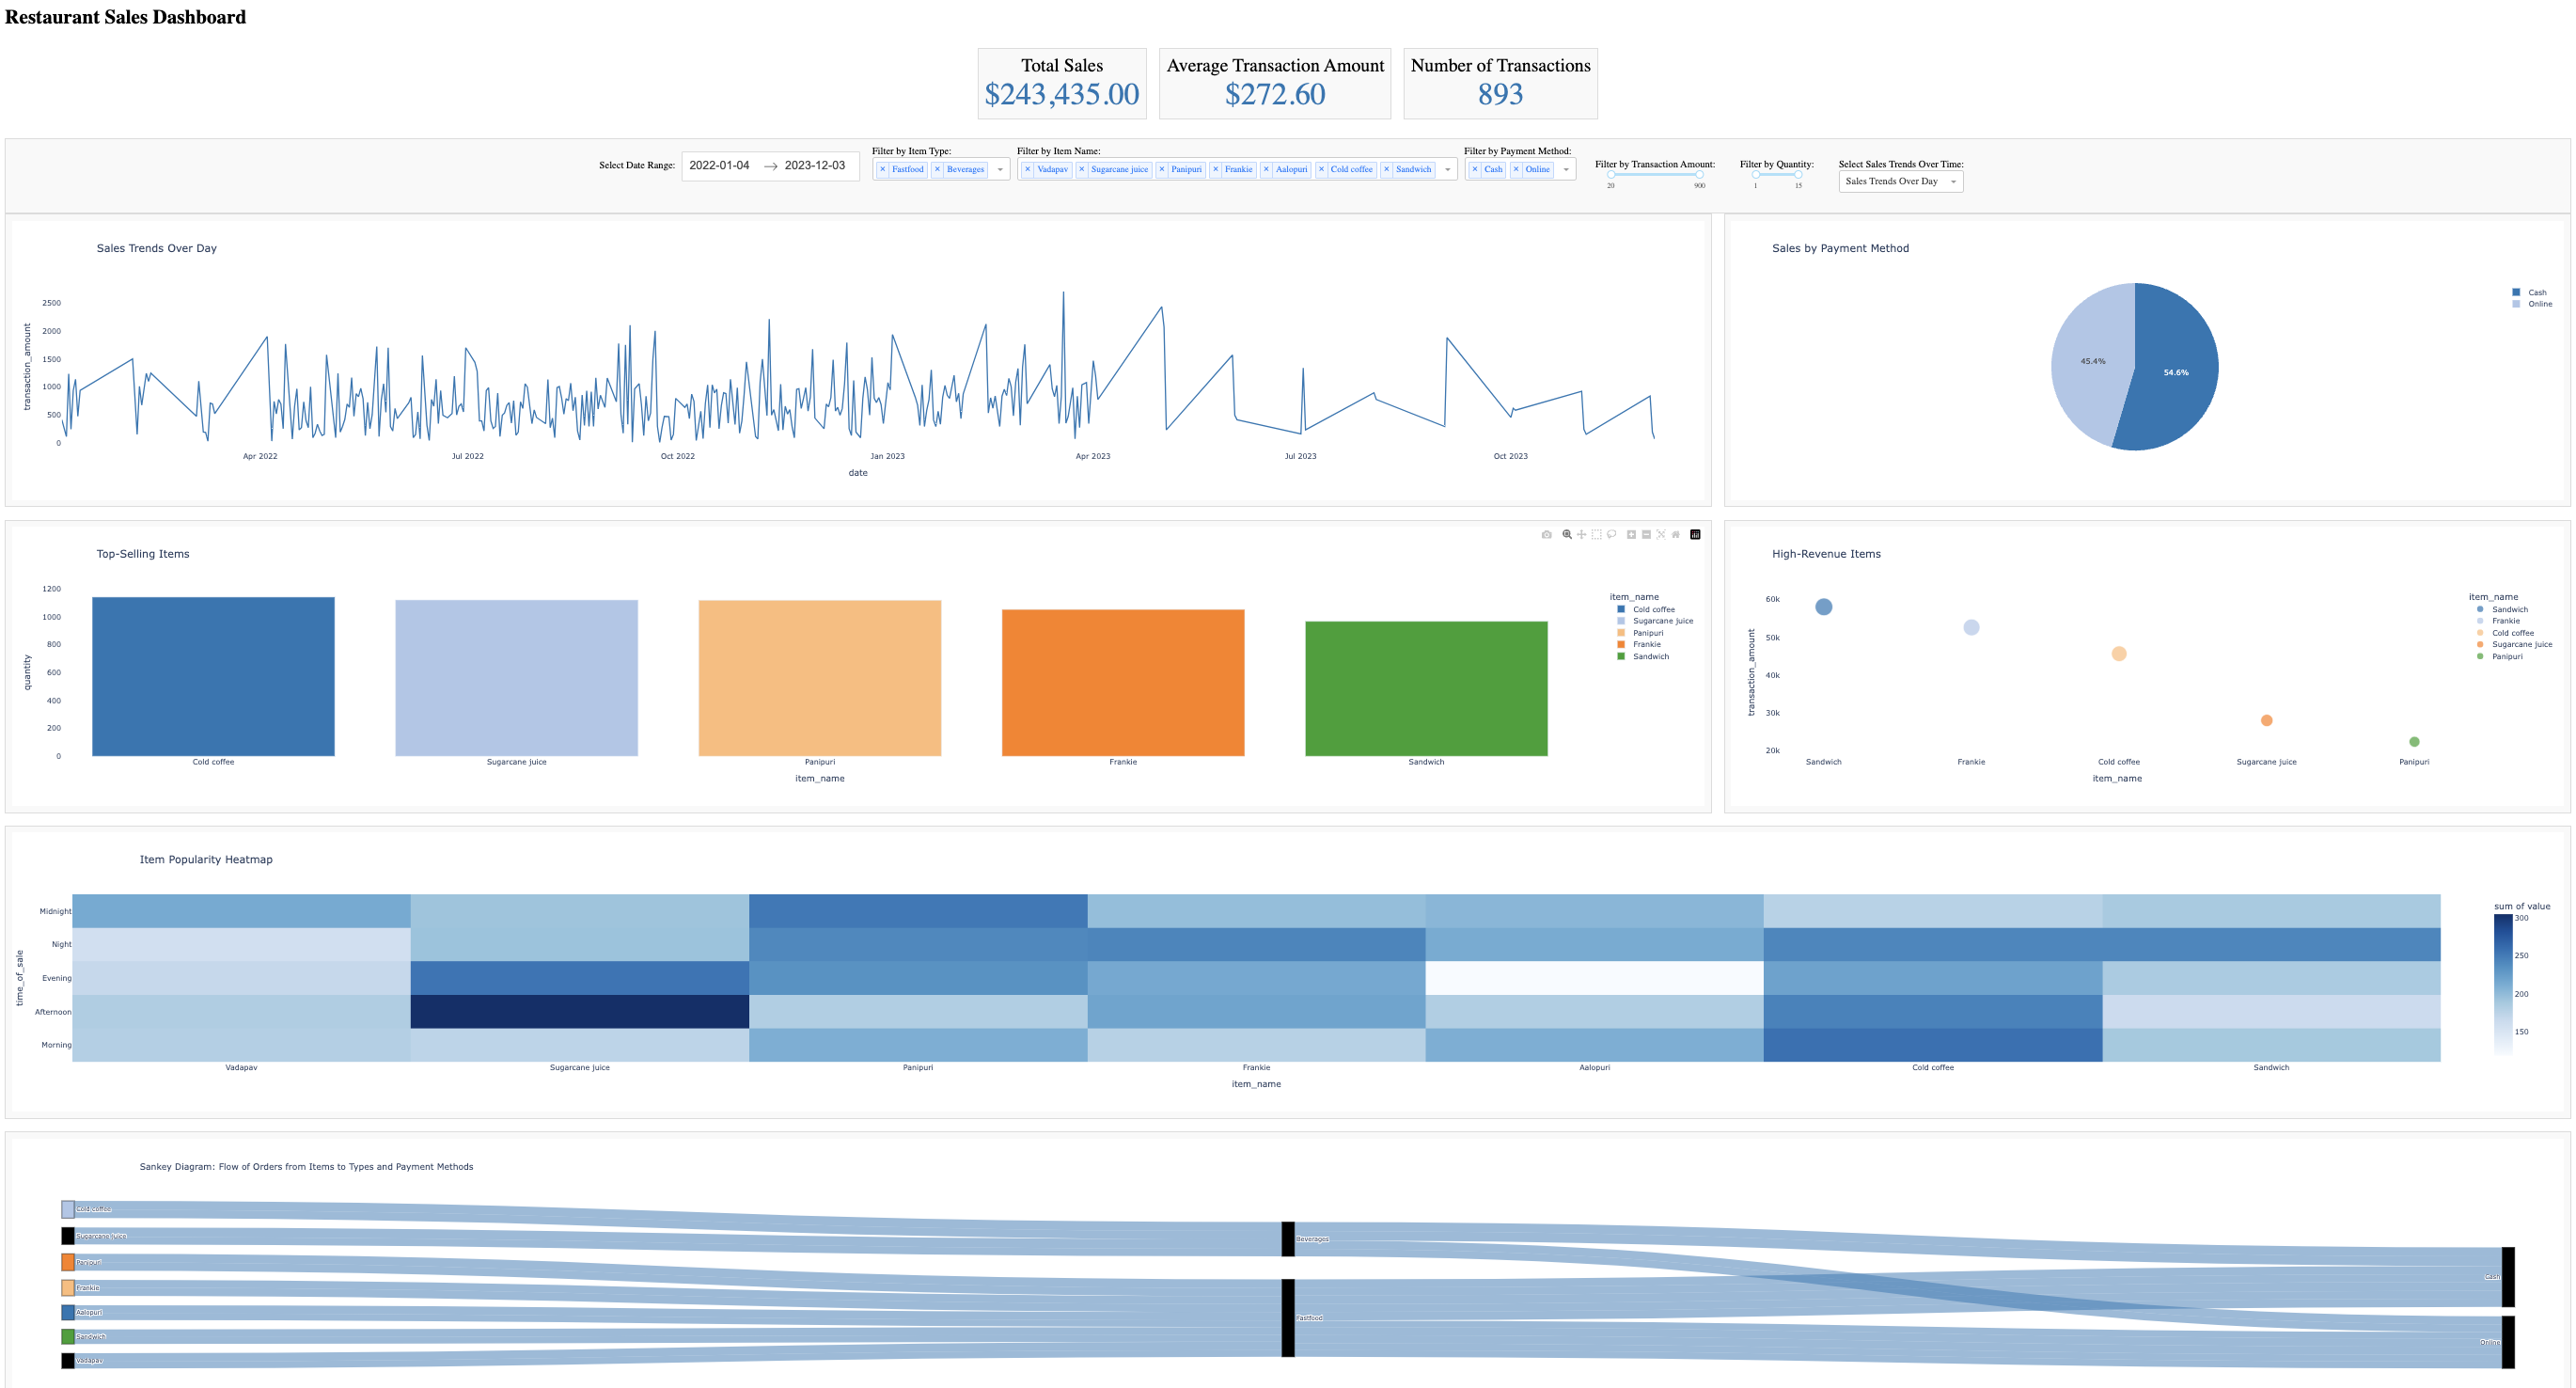 Restaurant Sales Dashboard
Total Sales
$243,435.00
Average Transaction Amount
$272.60
Number of Transactions
893
Select Date Range:
2022-01-04 → 2023-12-03
Filter by Item Type:
× Fastfood × Beverages
Filter by Item Name:
× Vadapav × Sugarcane juice × Panipuri × Frankie × Aalopuri × Cold coffee × Sandwich
Filter by Payment Method:
× Cash × Online
Filter by Transaction Amount:
20 900
Filter by Quantity:
1 15
Select Sales Trends Over Time:
Sales Trends Over Day
Sales Trends Over Day
transaction_amount
2500
2000
1500
1000
500
0
Apr 2022 Jul 2022 Oct 2022 Jan 2023 Apr 2023 Jul 2023 Oct 2023
date
Sales by Payment Method
45.4%
54.6%
Cash
Online
Top-Selling Items
quantity
1200
1000
800
600
400
200
0
Cold coffee Sugarcane juice Panipuri Frankie Sandwich
item_name
item_name
Cold coffee
Sugarcane juice
Panipuri
Frankie
Sandwich
High-Revenue Items
transaction_amount
60k
50k
40k
30k
20k
Sandwich Frankie Cold coffee Sugarcane juice Panipuri
item_name
item_name
Sandwich
Frankie
Cold coffee
Sugarcane juice
Panipuri
Item Popularity Heatmap
time_of_sale
Midnight
Night
Evening
Afternoon
Morning
Vadapav Sugarcane juice Panipuri Frankie Aalopuri Cold coffee Sandwich
item_name
sum of value
300
250
200
150
Sankey Diagram: Flow of Orders from Items to Types and Payment Methods
Cold coffee
Sugarcane juice
Panipuri
Frankie
Aalopuri
Sandwich
Vadapav
Beverages
Fastfood
Cash
Online